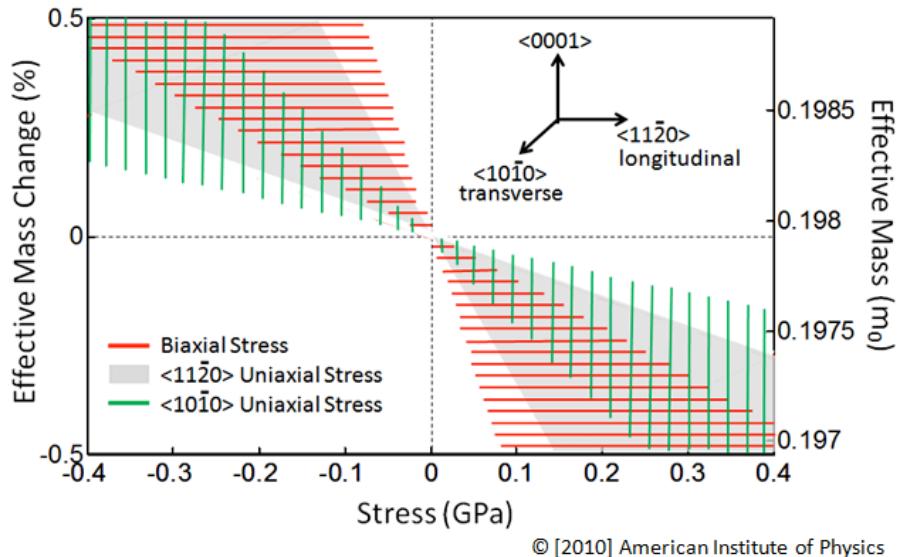 0.5
Effective Mass Change (%)
0
-0.5
-0.4
-0.3
-0.2
-0.1
0
0.1
0.2
0.3
0.4
Stress (GPa)
0.1985
0.198
0.1975
0.197
Effective Mass (m₀)
<0001>
<112̄0>
longitudinal
<101̄0>
transverse
Biaxial Stress
<112̄0> Uniaxial Stress
<101̄0> Uniaxial Stress
© [2010] American Institute of Physics